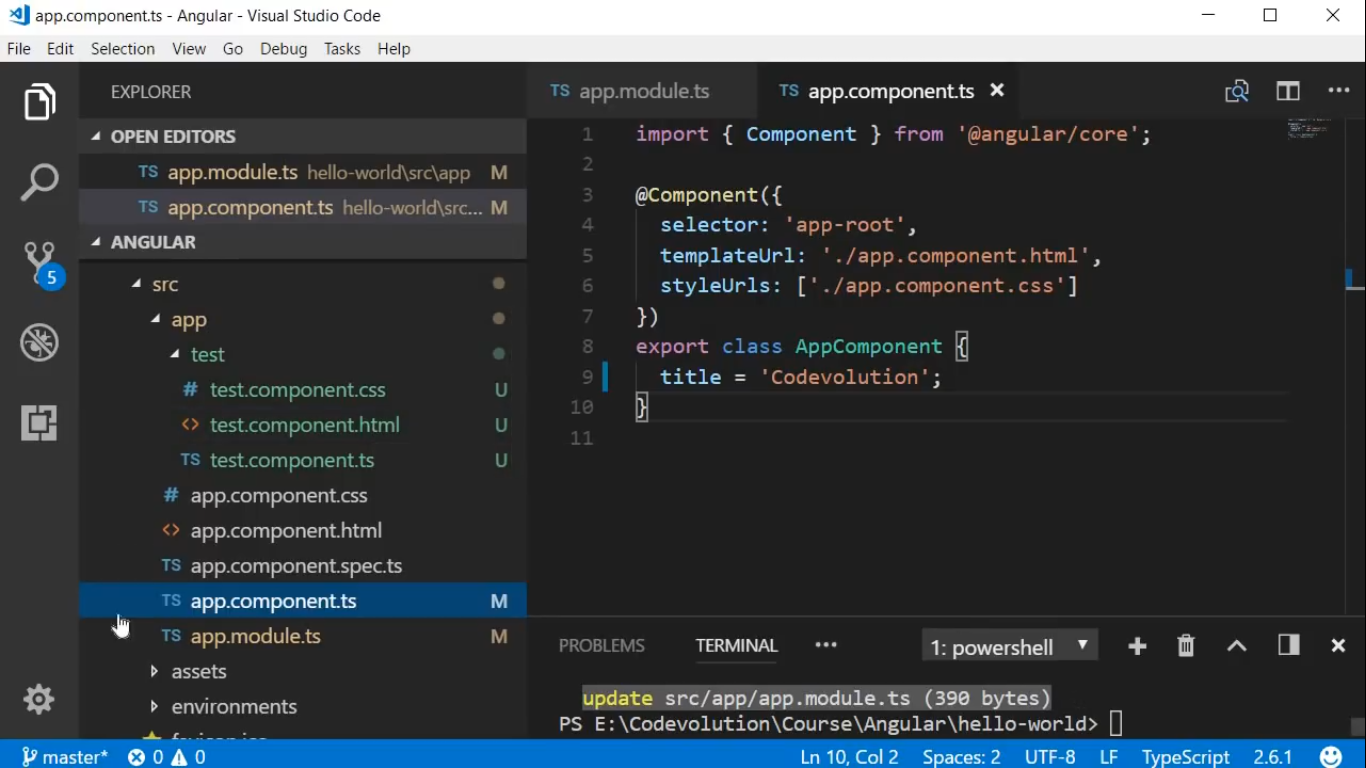 app.component.ts - Angular - Visual Studio Code
File Edit Selection View Go Debug Tasks Help
EXPLORER
OPEN EDITORS
TS app.module.ts hello-world\src\app M
TS app.component.ts hello-world\src... M
ANGULAR
src
app
test
# test.component.css U
<> test.component.html U
TS test.component.ts U
# app.component.css
<> app.component.html
TS app.component.spec.ts
TS app.component.ts M
TS app.module.ts M
assets
environments
5
TS app.module.ts TS app.component.ts
1 import { Component } from '@angular/core';
2
3 @Component({
4 selector: 'app-root',
5 templateUrl: './app.component.html',
6 styleUrls: ['./app.component.css']
7 })
8 export class AppComponent {
9 title = 'Codevolution';
10 }
11
PROBLEMS TERMINAL ··· 1: powershell
update src/app/app.module.ts (390 bytes)
PS E:\Codevolution\Course\Angular\hello-world>
master* 0 0 Ln 10, Col 2 Spaces: 2 UTF-8 LF TypeScript 2.6.1